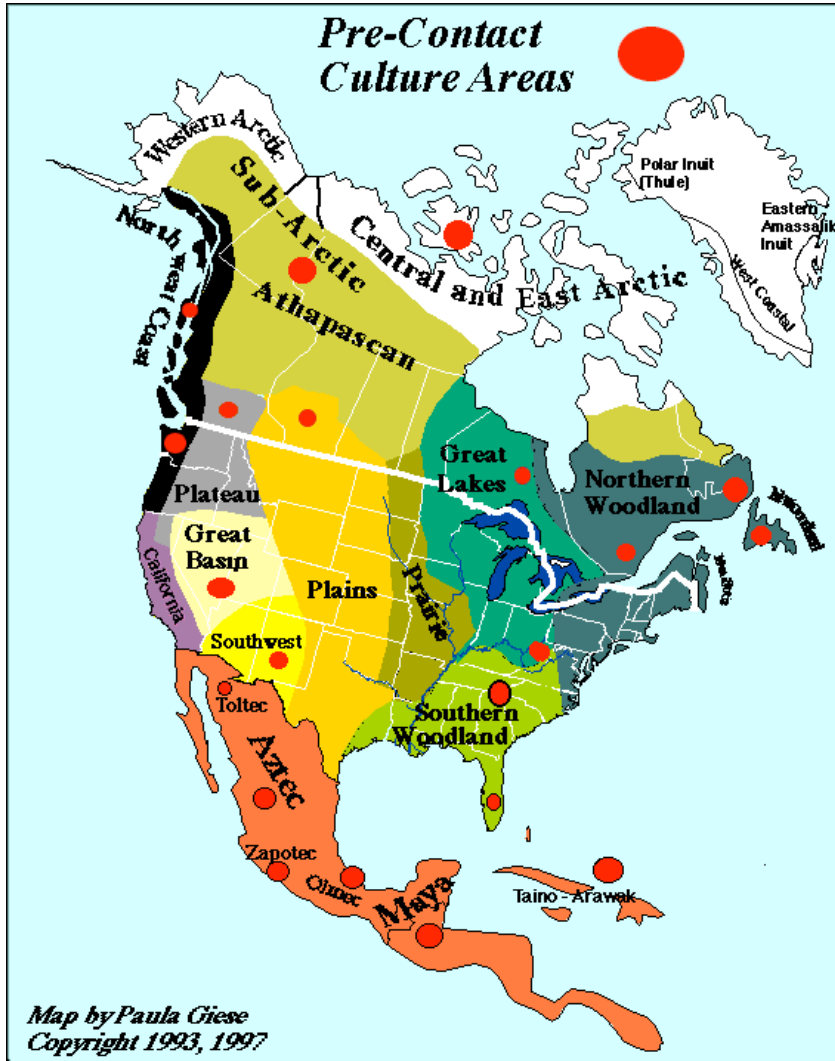 Pre-Contact
Culture Areas
Western Arctic
Sub-Arctic
Athapascan
Central and East Arctic
Polar Inuit
(Thule)
Eastern
Amassalik
Inuit
West Coastal
North West Coast
Plateau
Great
Basin
California
Southwest
Plains
Prairie
Great
Lakes
Northern
Woodland
Southern
Woodland
Toltec
Aztec
Zapotec
Olmec
Maya
Taino - Arawak
Map by Paula Giese
Copyright 1993, 1997